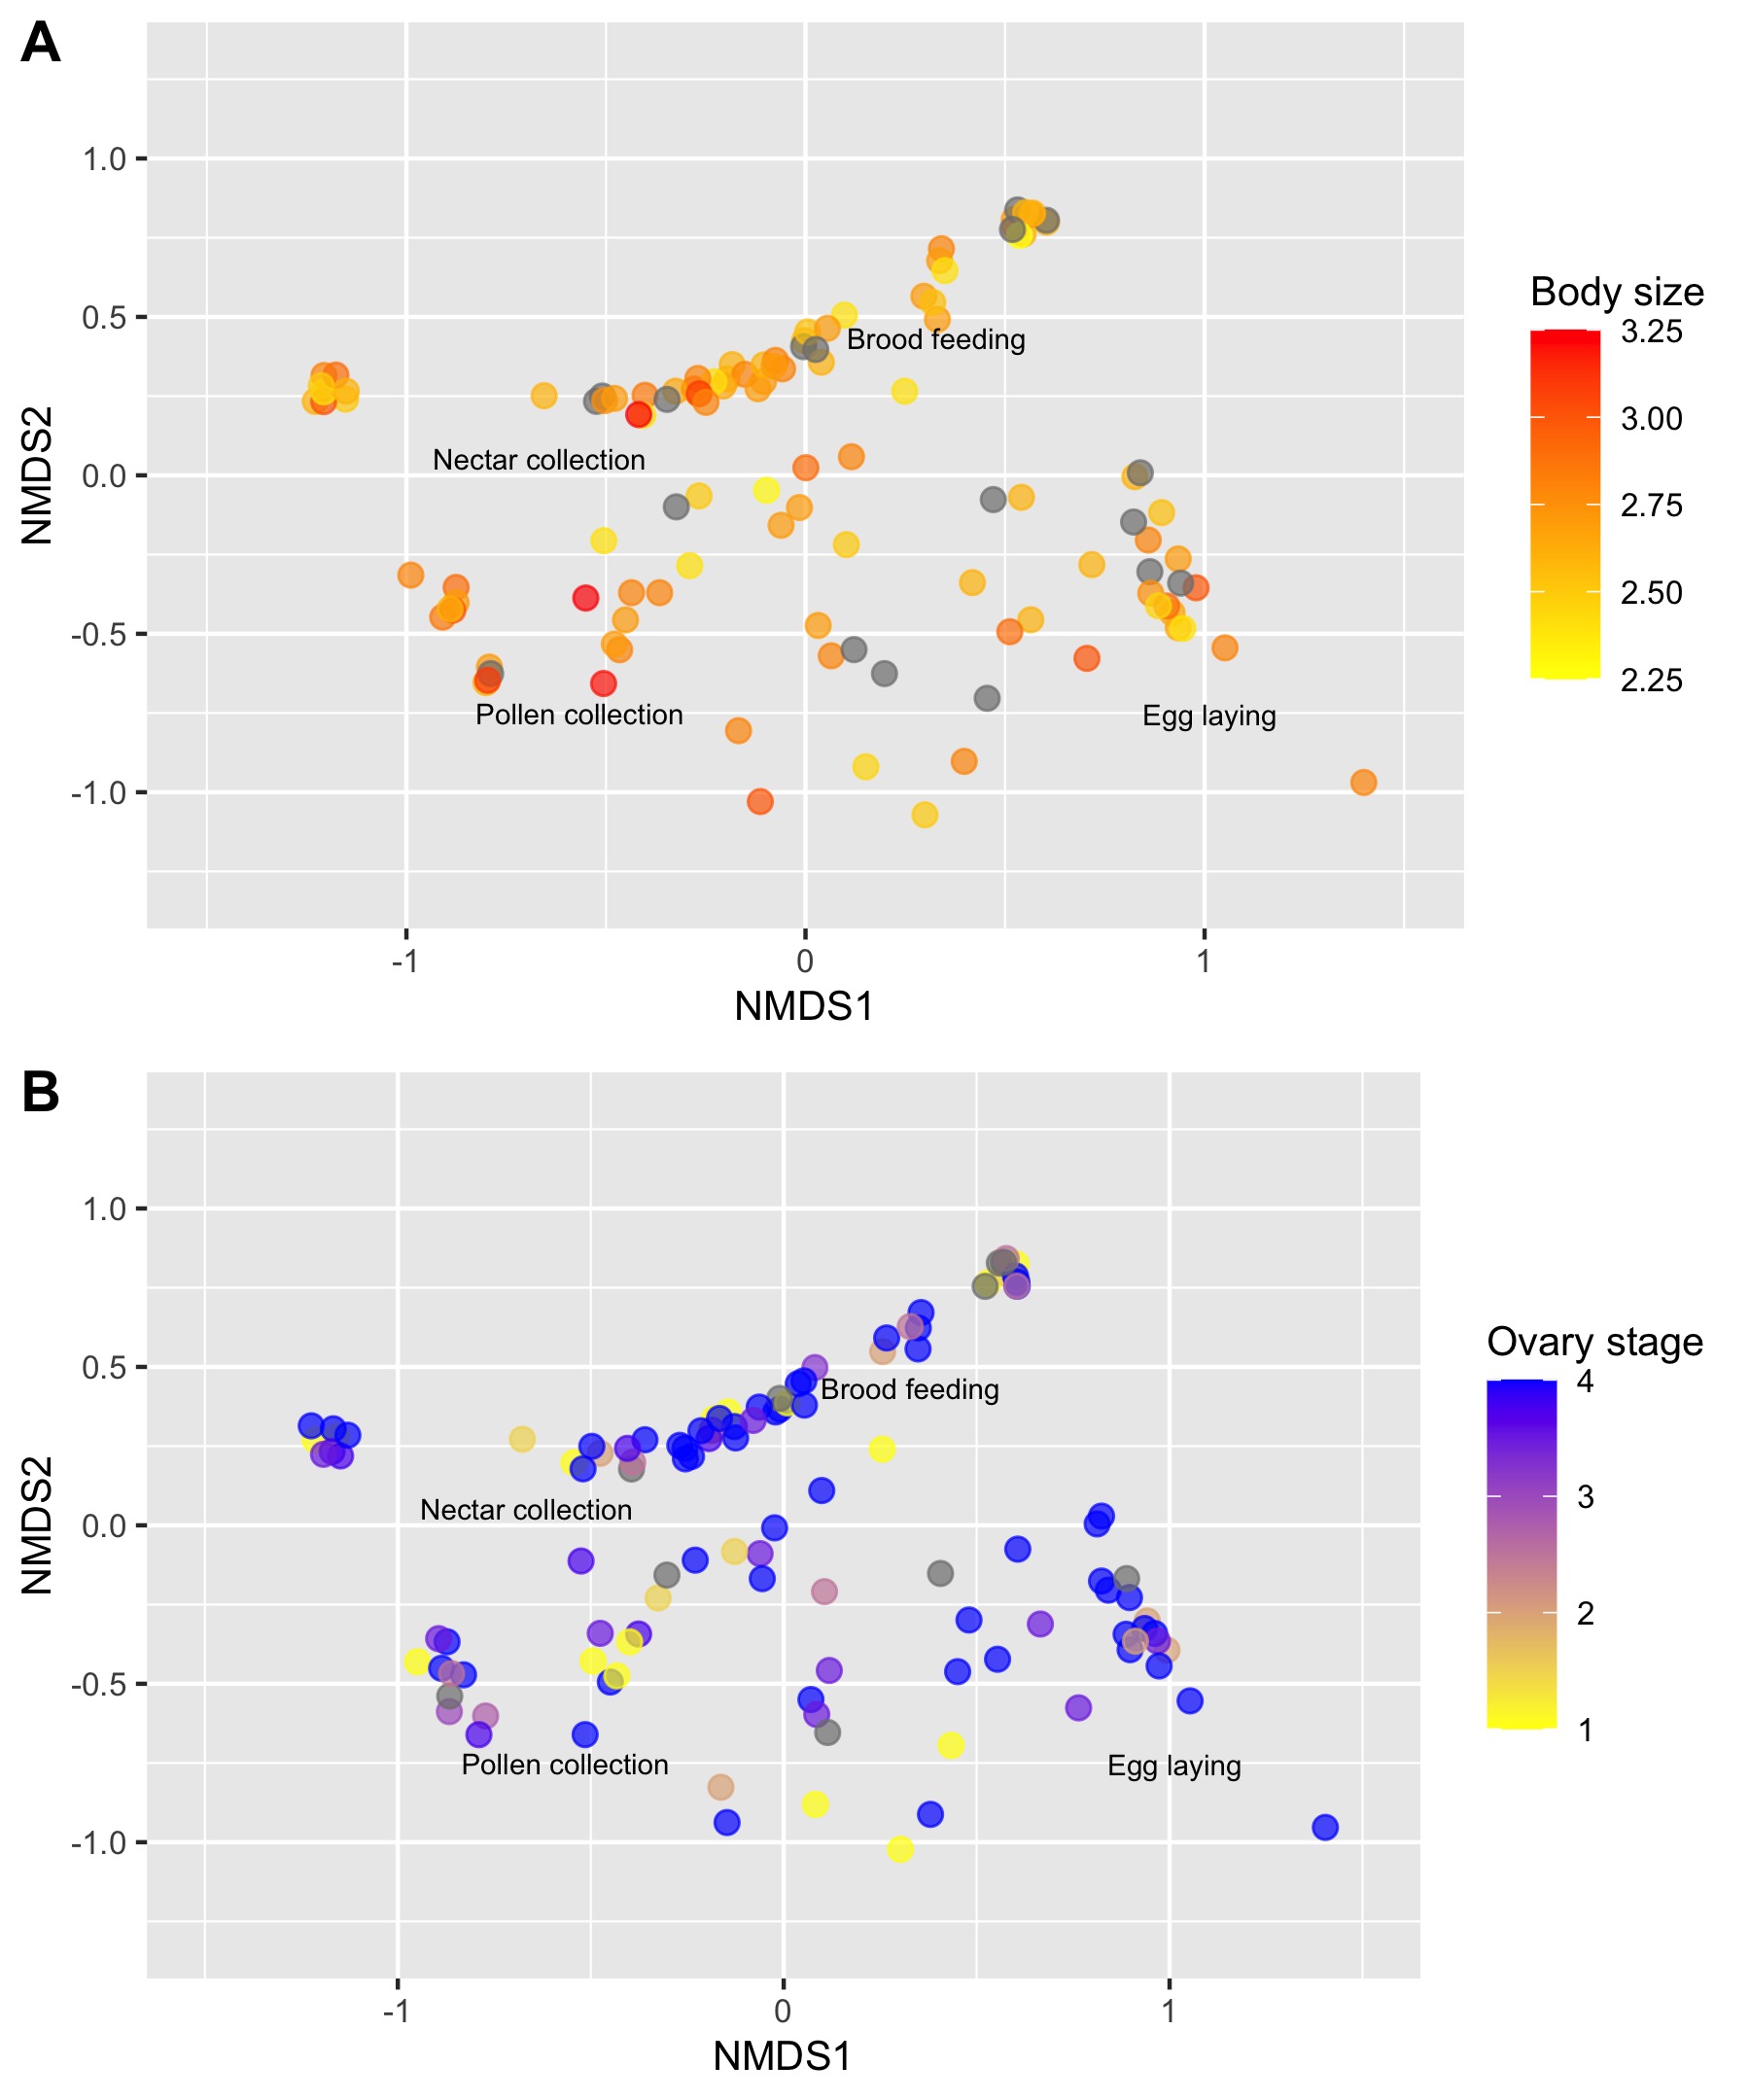 A
1.0
0.5
0.0
-0.5
-1.0
NMDS2
Brood feeding
Nectar collection
Pollen collection
Egg laying
-1
0
1
NMDS1
Body size
3.25
3.00
2.75
2.50
2.25
B
1.0
0.5
0.0
-0.5
-1.0
NMDS2
Brood feeding
Nectar collection
Pollen collection
Egg laying
-1
0
1
NMDS1
Ovary stage
4
3
2
1